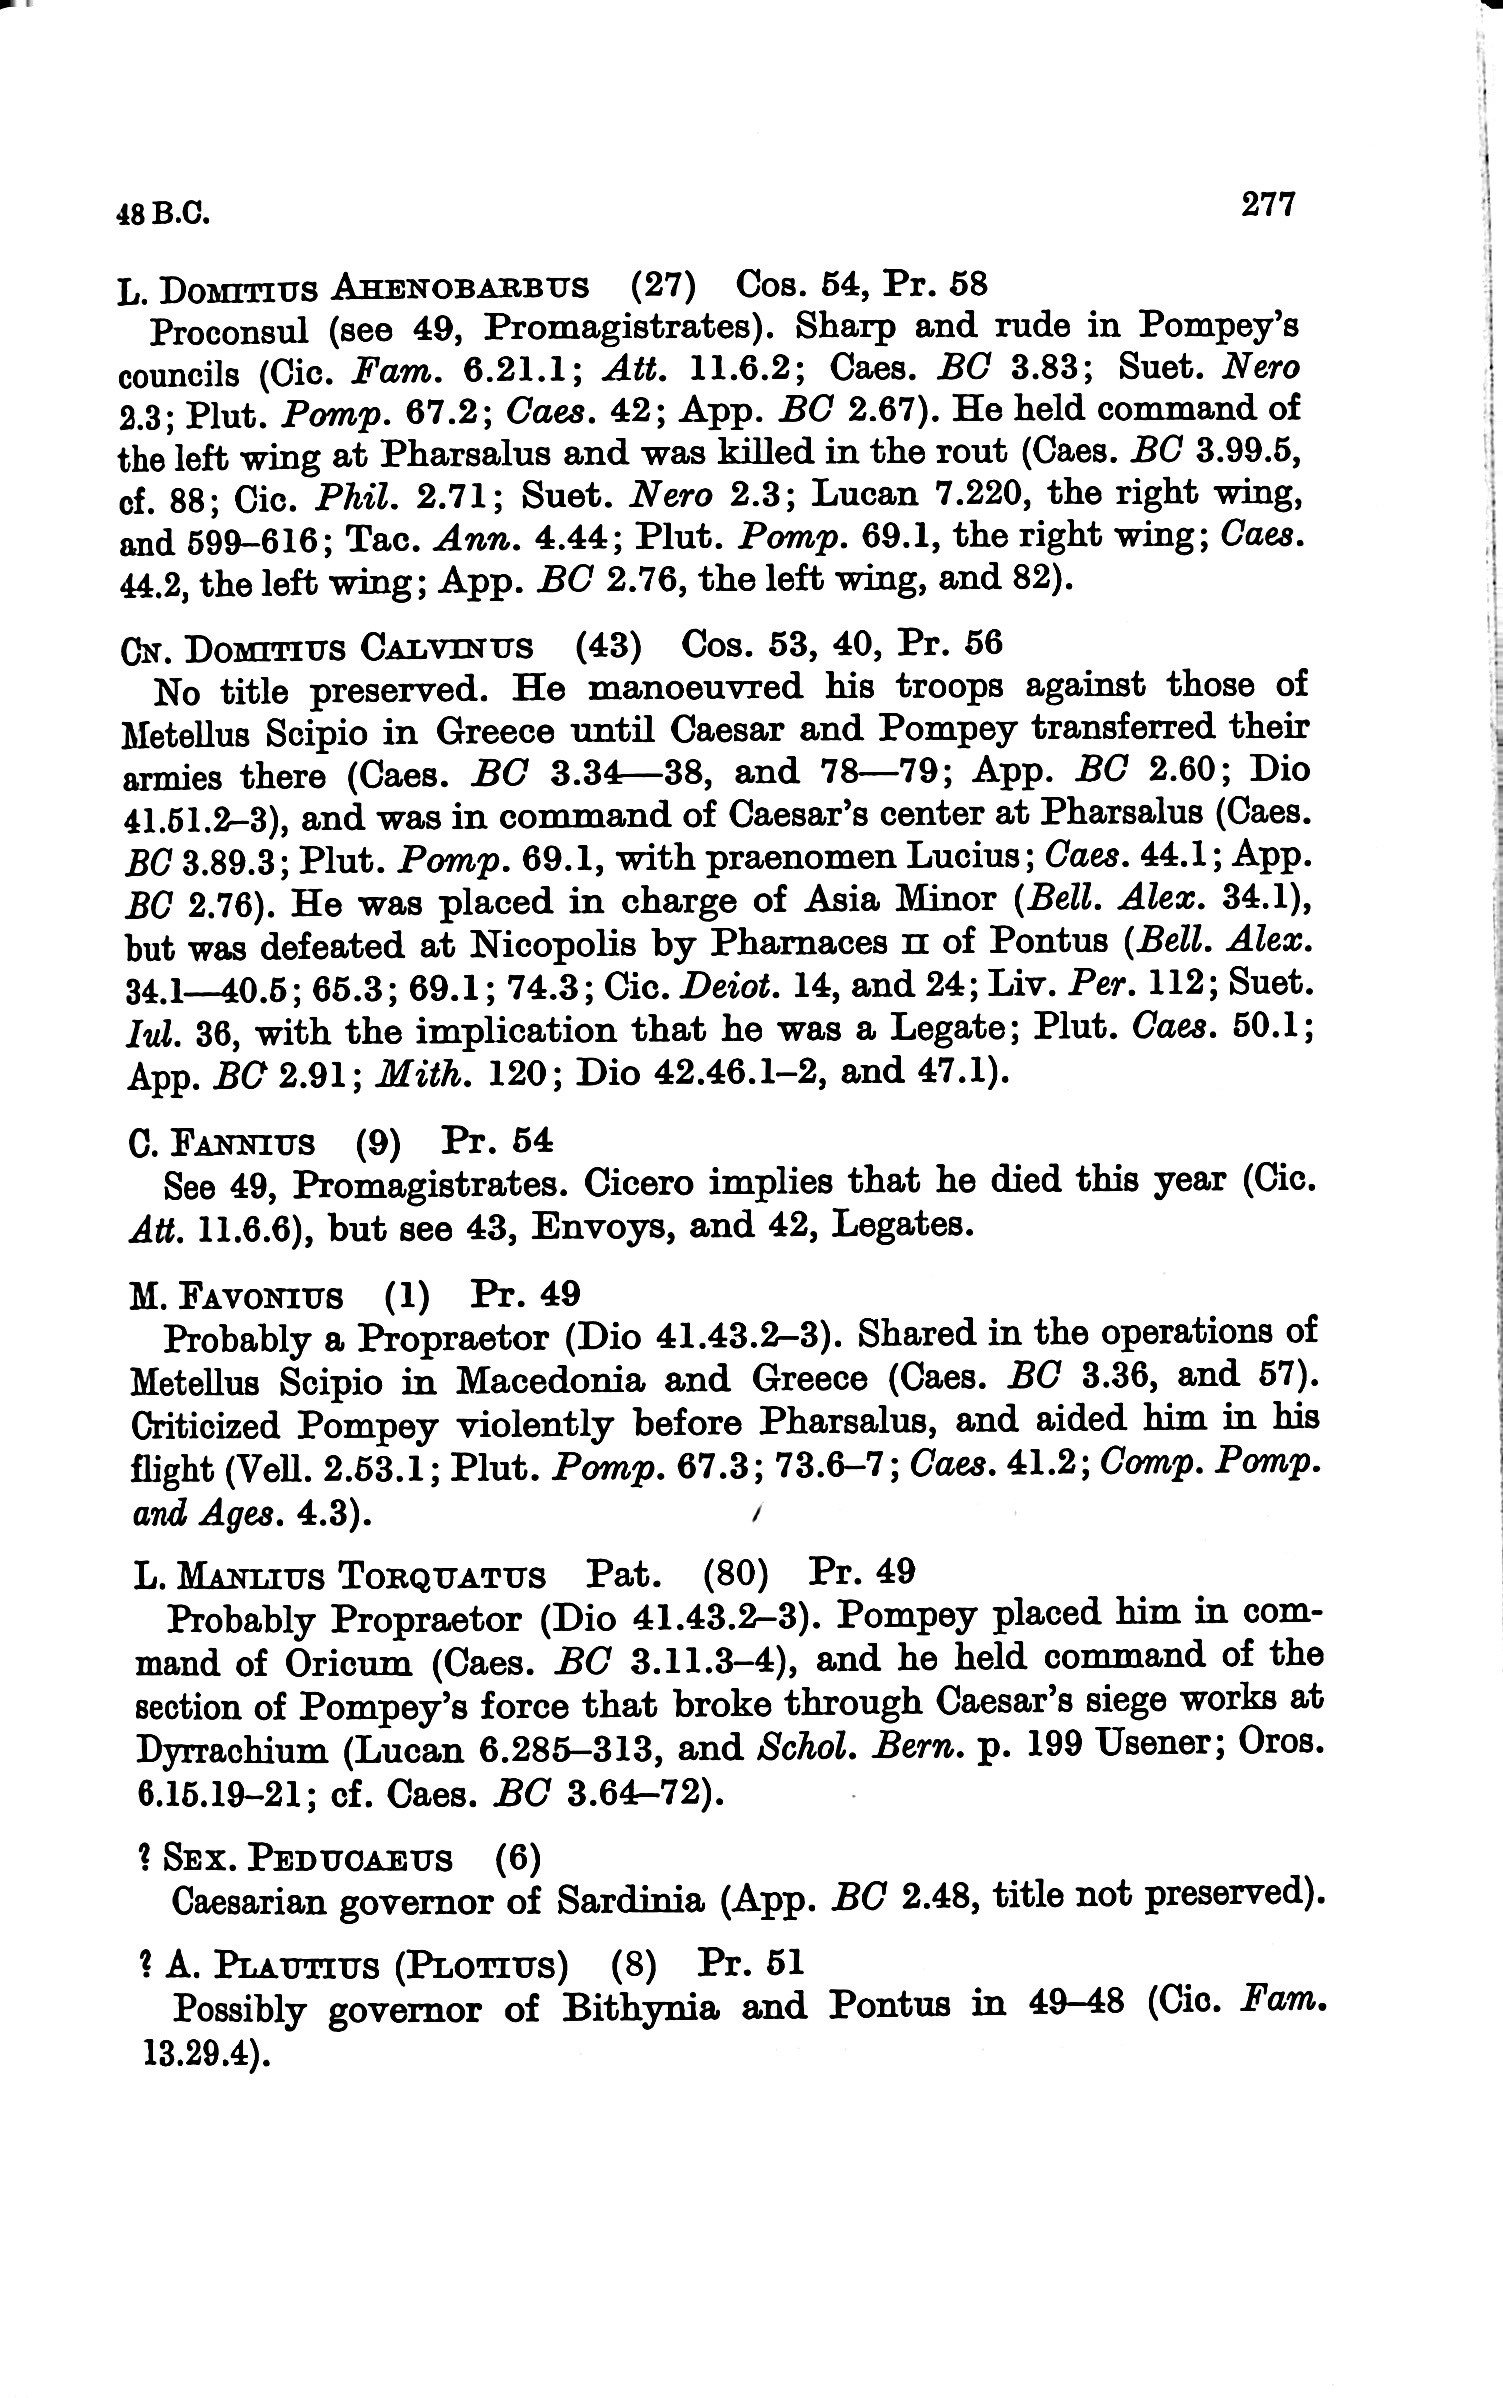 48 B.C. 277
L. Domitius Ahenobarbus (27) Cos. 54, Pr. 58
Proconsul (see 49, Promagistrates). Sharp and rude in Pompey's
councils (Cic. Fam. 6.21.1; Att. 11.6.2; Caes. BC 3.83; Suet. Nero
2.3; Plut. Pomp. 67.2; Caes. 42; App. BC 2.67). He held command of
the left wing at Pharsalus and was killed in the rout (Caes. BC 3.99.5,
cf. 88; Cic. Phil. 2.71; Suet. Nero 2.3; Lucan 7.220, the right wing,
and 599–616; Tac. Ann. 4.44; Plut. Pomp. 69.1, the right wing; Caes.
44.2, the left wing; App. BC 2.76, the left wing, and 82).
Cn. Domitius Calvinus (43) Cos. 53, 40, Pr. 56
No title preserved. He manoeuvred his troops against those of
Metellus Scipio in Greece until Caesar and Pompey transferred their
armies there (Caes. BC 3.34—38, and 78—79; App. BC 2.60; Dio
41.51.2–3), and was in command of Caesar's center at Pharsalus (Caes.
BC 3.89.3; Plut. Pomp. 69.1, with praenomen Lucius; Caes. 44.1; App.
BC 2.76). He was placed in charge of Asia Minor (Bell. Alex. 34.1),
but was defeated at Nicopolis by Pharnaces II of Pontus (Bell. Alex.
34.1—40.5; 65.3; 69.1; 74.3; Cic. Deiot. 14, and 24; Liv. Per. 112; Suet.
Iul. 36, with the implication that he was a Legate; Plut. Caes. 50.1;
App. BC 2.91; Mith. 120; Dio 42.46.1–2, and 47.1).
C. Fannius (9) Pr. 54
See 49, Promagistrates. Cicero implies that he died this year (Cic.
Att. 11.6.6), but see 43, Envoys, and 42, Legates.
M. Favonius (1) Pr. 49
Probably a Propraetor (Dio 41.43.2–3). Shared in the operations of
Metellus Scipio in Macedonia and Greece (Caes. BC 3.36, and 57).
Criticized Pompey violently before Pharsalus, and aided him in his
flight (Vell. 2.53.1; Plut. Pomp. 67.3; 73.6–7; Caes. 41.2; Comp. Pomp.
and Ages. 4.3).
L. Manlius Torquatus Pat. (80) Pr. 49
Probably Propraetor (Dio 41.43.2–3). Pompey placed him in com-
mand of Oricum (Caes. BC 3.11.3–4), and he held command of the
section of Pompey's force that broke through Caesar's siege works at
Dyrrachium (Lucan 6.285–313, and Schol. Bern. p. 199 Usener; Oros.
6.15.19–21; cf. Caes. BC 3.64–72).
? Sex. Peducaeus (6)
Caesarian governor of Sardinia (App. BC 2.48, title not preserved).
? A. Plautius (Plotius) (8) Pr. 51
Possibly governor of Bithynia and Pontus in 49–48 (Cic. Fam.
13.29.4).